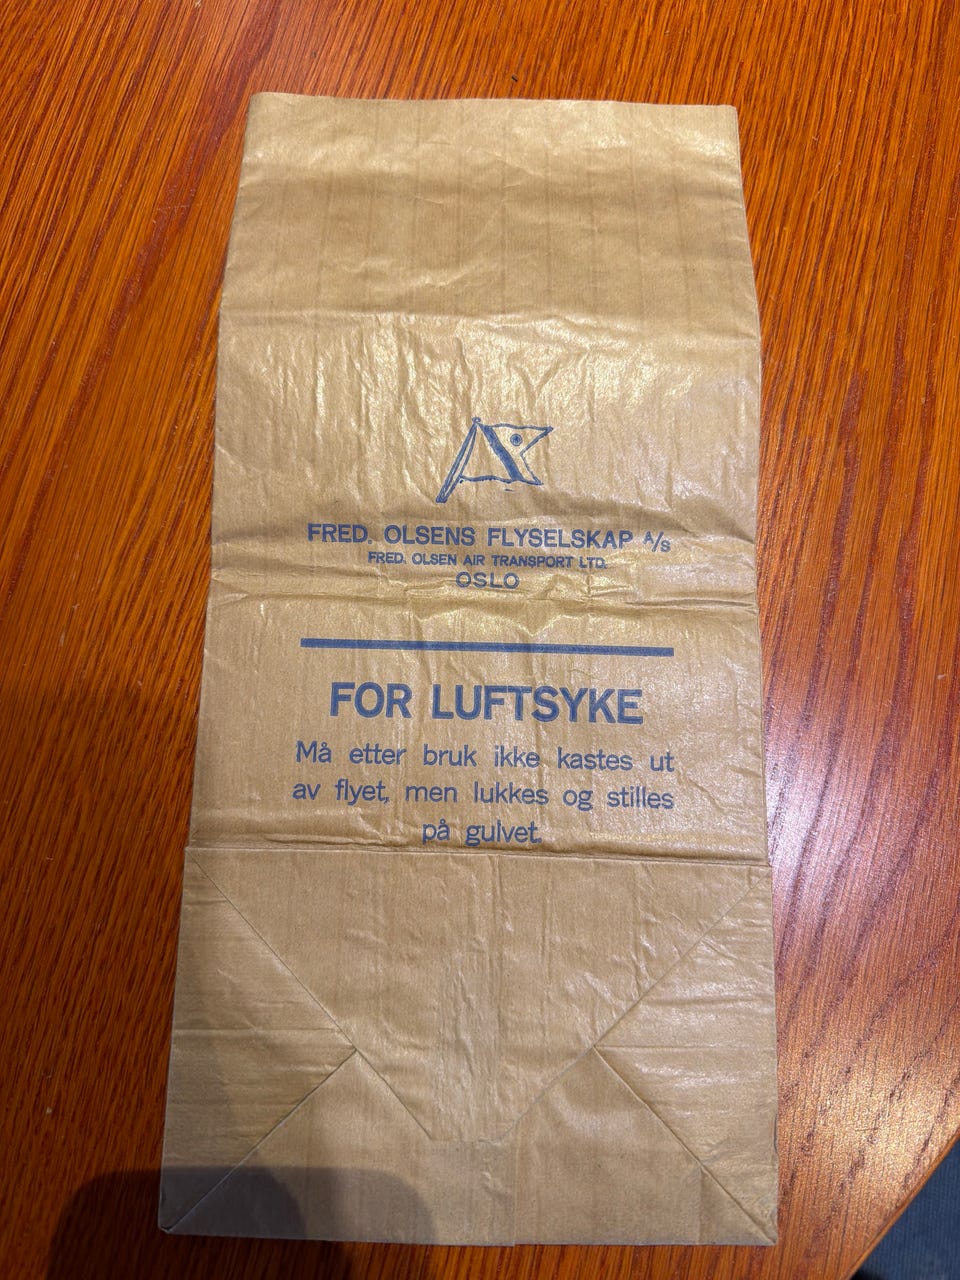 FRED. OLSENS FLYSELSKAP A/s
FRED. OLSEN AIR TRANSPORT LTD.
OSLO
FOR LUFTSYKE
Må etter bruk ikke kastes ut
av flyet, men lukkes og stilles
på gulvet.